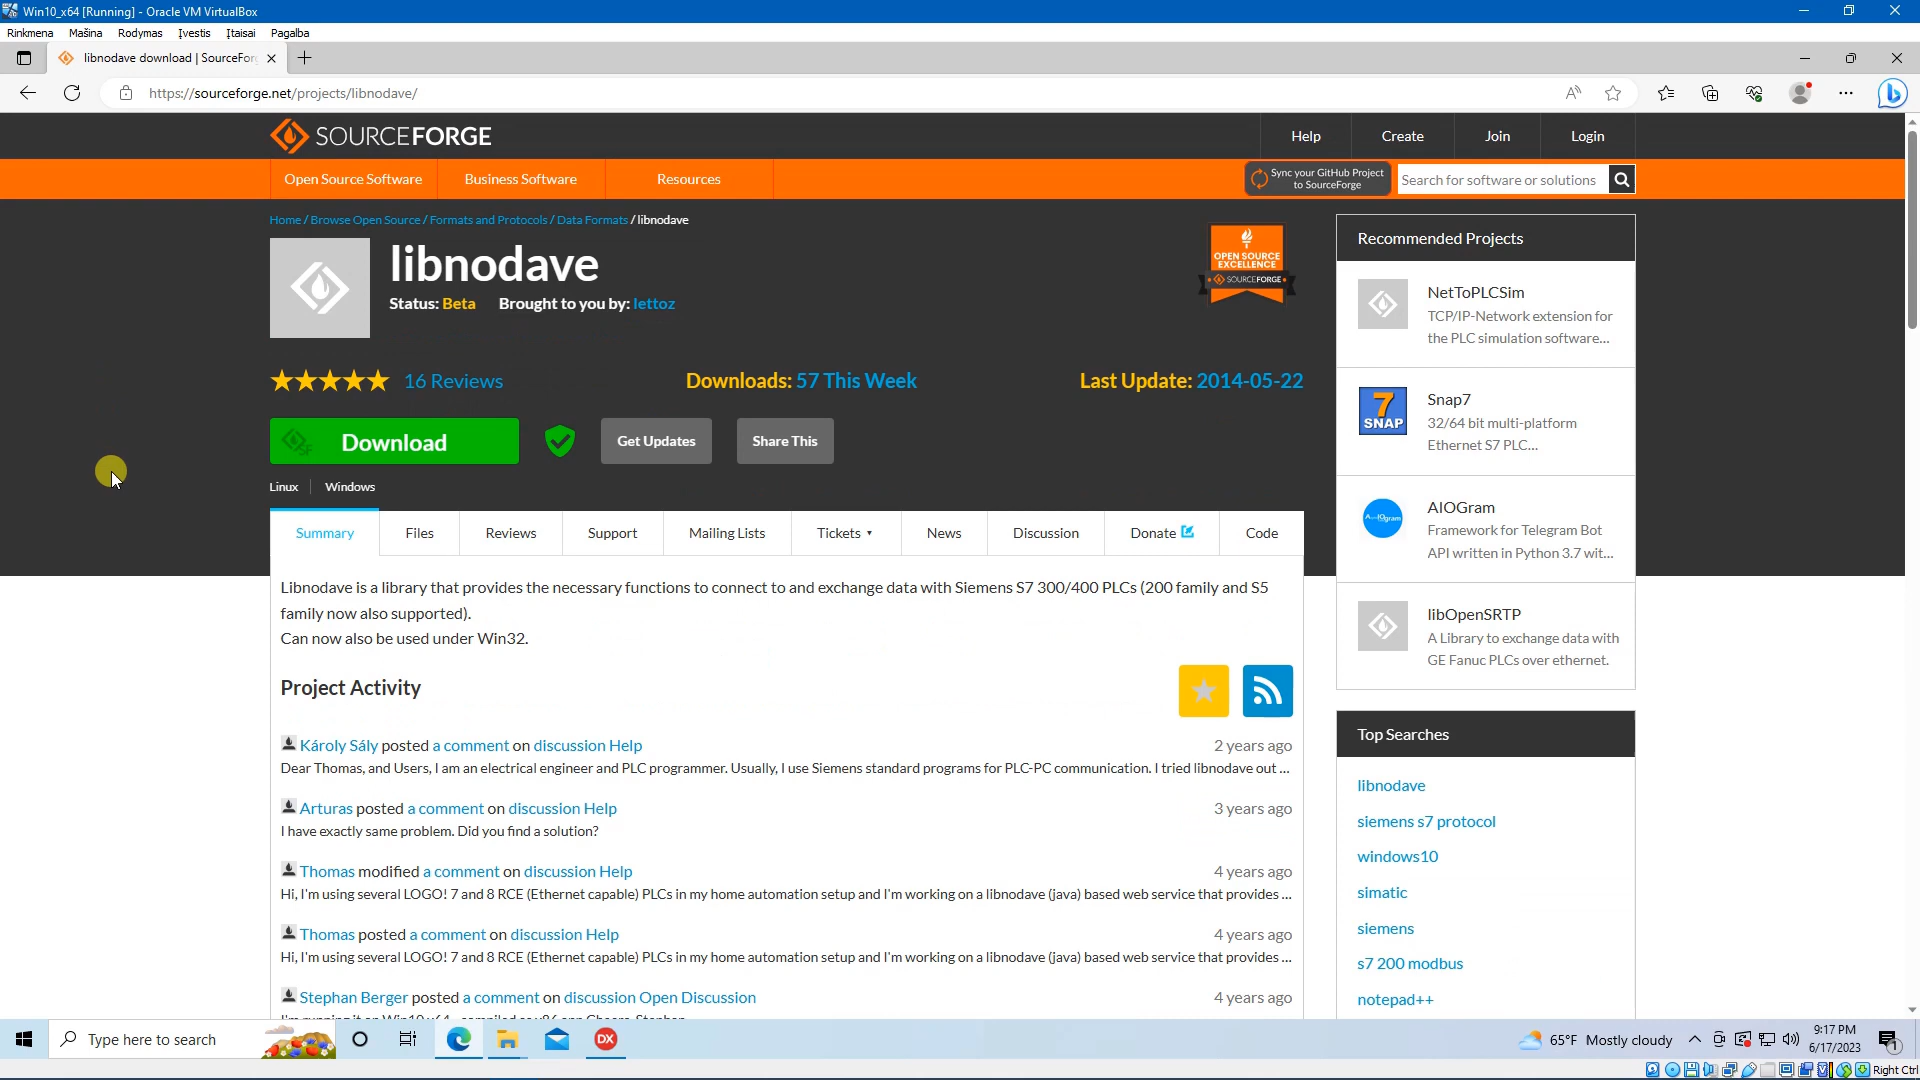 Win10_x64 [Running] - Oracle VM VirtualBox
Rinkmena Mašina Rodymas Įvestis Įtaisai Pagalba
libnodave download | SourceFor
https://sourceforge.net/projects/libnodave/
SOURCEFORGE
Help Create Join Login
Open Source Software Business Software Resources
Sync your GitHub Project
to SourceForge
Search for software or solutions
Home / Browse Open Source / Formats and Protocols / Data Formats / libnodave
libnodave
Status: Beta Brought to you by: lettoz
OPEN SOURCE
EXCELLENCE
SOURCEFORGE
16 Reviews
Downloads: 57 This Week
Last Update: 2014-05-22
Download
Get Updates
Share This
Linux Windows
Summary Files Reviews Support Mailing Lists Tickets ▾ News Discussion Donate Code
Libnodave is a library that provides the necessary functions to connect to and exchange data with Siemens S7 300/400 PLCs (200 family and S5
family now also supported).
Can now also be used under Win32.
Project Activity
Károly Sály posted a comment on discussion Help 2 years ago
Dear Thomas, and Users, I am an electrical engineer and PLC programmer. Usually, I use Siemens standard programs for PLC-PC communication. I tried libnodave out ...
Arturas posted a comment on discussion Help 3 years ago
I have exactly same problem. Did you find a solution?
Thomas modified a comment on discussion Help 4 years ago
Hi, I'm using several LOGO! 7 and 8 RCE (Ethernet capable) PLCs in my home automation setup and I'm working on a libnodave (java) based web service that provides ...
Thomas posted a comment on discussion Help 4 years ago
Hi, I'm using several LOGO! 7 and 8 RCE (Ethernet capable) PLCs in my home automation setup and I'm working on a libnodave (java) based web service that provides ...
Stephan Berger posted a comment on discussion Open Discussion 4 years ago
Recommended Projects
NetToPLCSim
TCP/IP-Network extension for
the PLC simulation software...
7
SNAP
Snap7
32/64 bit multi-platform
Ethernet S7 PLC...
AIOGram
Framework for Telegram Bot
API written in Python 3.7 wit...
libOpenSRTP
A Library to exchange data with
GE Fanuc PLCs over ethernet.
Top Searches
libnodave
siemens s7 protocol
windows10
simatic
siemens
s7 200 modbus
notepad++
Type here to search
DX
65°F Mostly cloudy
9:17 PM
6/17/2023
1
Right Ctrl